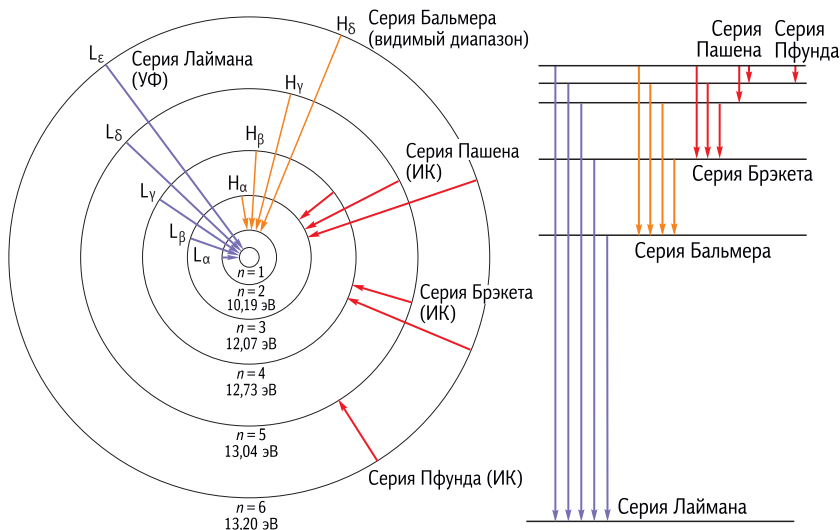 Lε
Серия Лаймана
(УФ)
Hδ
Серия Бальмера
(видимый диапазон)
Hγ
Lδ
Hβ
Серия Пашена
(ИК)
Lγ
Hα
Lβ
Lα
n = 1
n = 2
10,19 эВ
n = 3
12,07 эВ
n = 4
12,73 эВ
n = 5
13,04 эВ
n = 6
13,20 эВ
Серия Брэкета
(ИК)
Серия Пфунда (ИК)
Серия
Пашена
Серия
Пфунда
Серия Брэкета
Серия Бальмера
Серия Лаймана